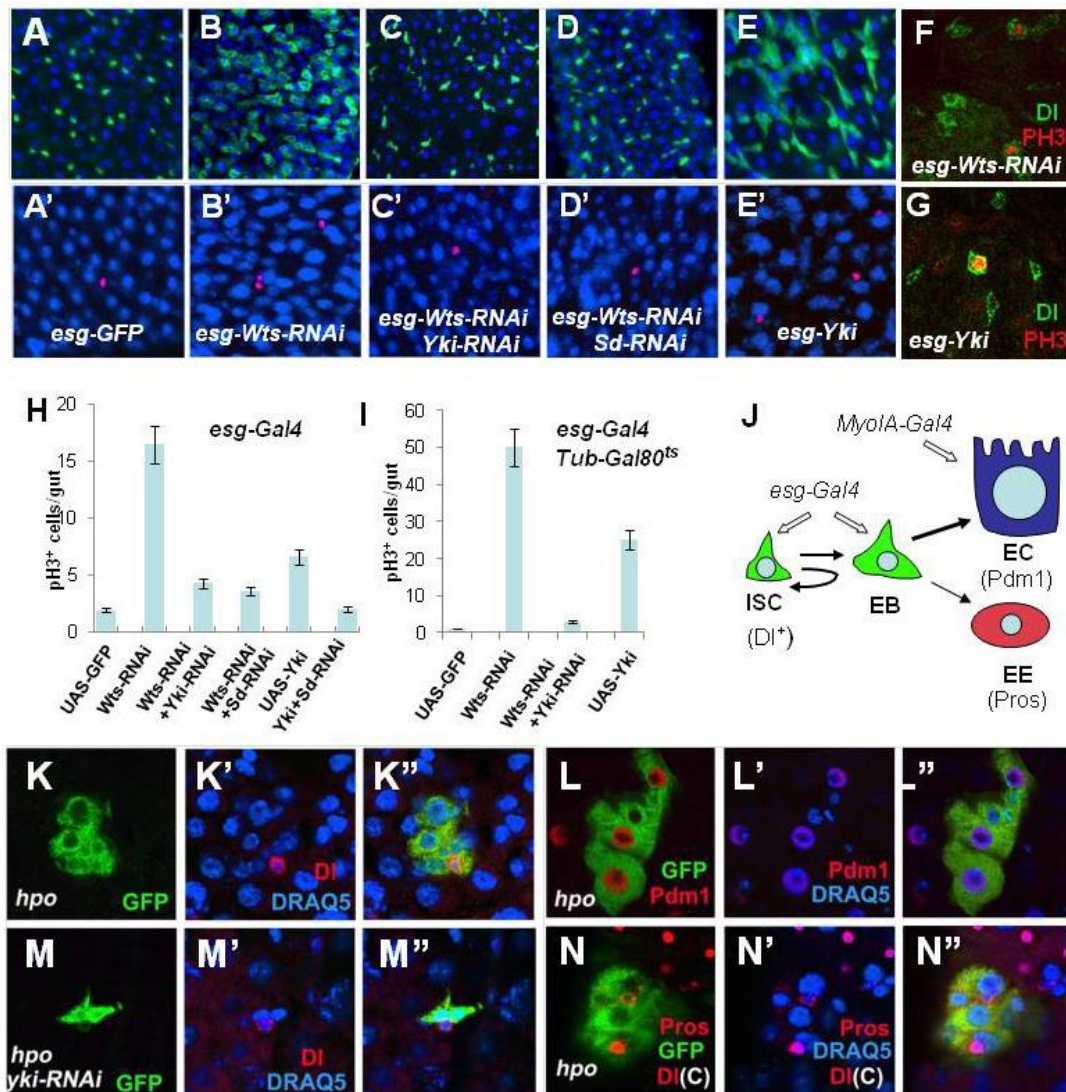 A
B
C
D
E
F
Dl
PH3
esg-Wts-RNAi
A'
esg-GFP
B'
esg-Wts-RNAi
C'
esg-Wts-RNAi
Yki-RNAi
D'
esg-Wts-RNAi
Sd-RNAi
E'
esg-Yki
G
Dl
esg-Yki PH3
H
esg-Gal4
pH3+ cells/gut
20
15
10
5
0
UAS-GFP
Wts-RNAi
Wts-RNAi
+Yki-RNAi
Wts-RNAi
+Sd-RNAi
UAS-Yki
Yki+Sd-RNAi
I
esg-Gal4
Tub-Gal80ts
pH3+ cells/gut
60
50
40
30
20
10
0
UAS-GFP
Wts-RNAi
Wts-RNAi
+Yki-RNAi
UAS-Yki
J
MyoIA-Gal4
esg-Gal4
ISC
(Dl+)
EB
EC
(Pdm1)
EE
(Pros)
K
hpo GFP
K'
Dl
DRAQ5
K"
L
GFP
hpo Pdm1
L'
Pdm1
DRAQ5
L"
M
hpo
yki-RNAi GFP
M'
Dl
DRAQ5
M"
N
Pros
GFP
hpo Dl(C)
N'
Pros
DRAQ5
Dl(C)
N"